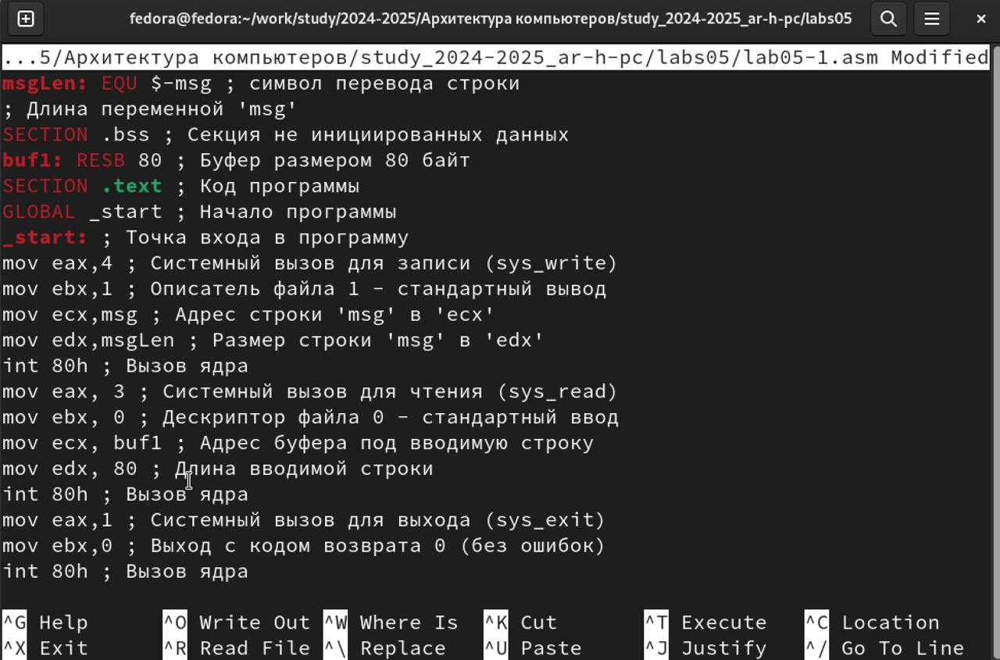 fedora@fedora:~/work/study/2024-2025/Архитектура компьютеров/study_2024-2025_ar-h-pc/labs05
...5/Архитектура компьютеров/study_2024-2025_ar-h-pc/labs05/lab05-1.asm Modified
msgLen: EQU $-msg ; символ перевода строки
; Длина переменной 'msg'
SECTION .bss ; Секция не инициированных данных
buf1: RESB 80 ; Буфер размером 80 байт
SECTION .text ; Код программы
GLOBAL _start ; Начало программы
_start: ; Точка входа в программу
mov eax,4 ; Системный вызов для записи (sys_write)
mov ebx,1 ; Описатель файла 1 - стандартный вывод
mov ecx,msg ; Адрес строки 'msg' в 'ecx'
mov edx,msgLen ; Размер строки 'msg' в 'edx'
int 80h ; Вызов ядра
mov eax, 3 ; Системный вызов для чтения (sys_read)
mov ebx, 0 ; Дескриптор файла 0 - стандартный ввод
mov ecx, buf1 ; Адрес буфера под вводимую строку
mov edx, 80 ; Длина вводимой строки
int 80h ; Вызов ядра
mov eax,1 ; Системный вызов для выхода (sys_exit)
mov ebx,0 ; Выход с кодом возврата 0 (без ошибок)
int 80h ; Вызов ядра
^G Help ^O Write Out ^W Where Is ^K Cut ^T Execute ^C Location
^X Exit ^R Read File ^\ Replace ^U Paste ^J Justify ^/ Go To Line